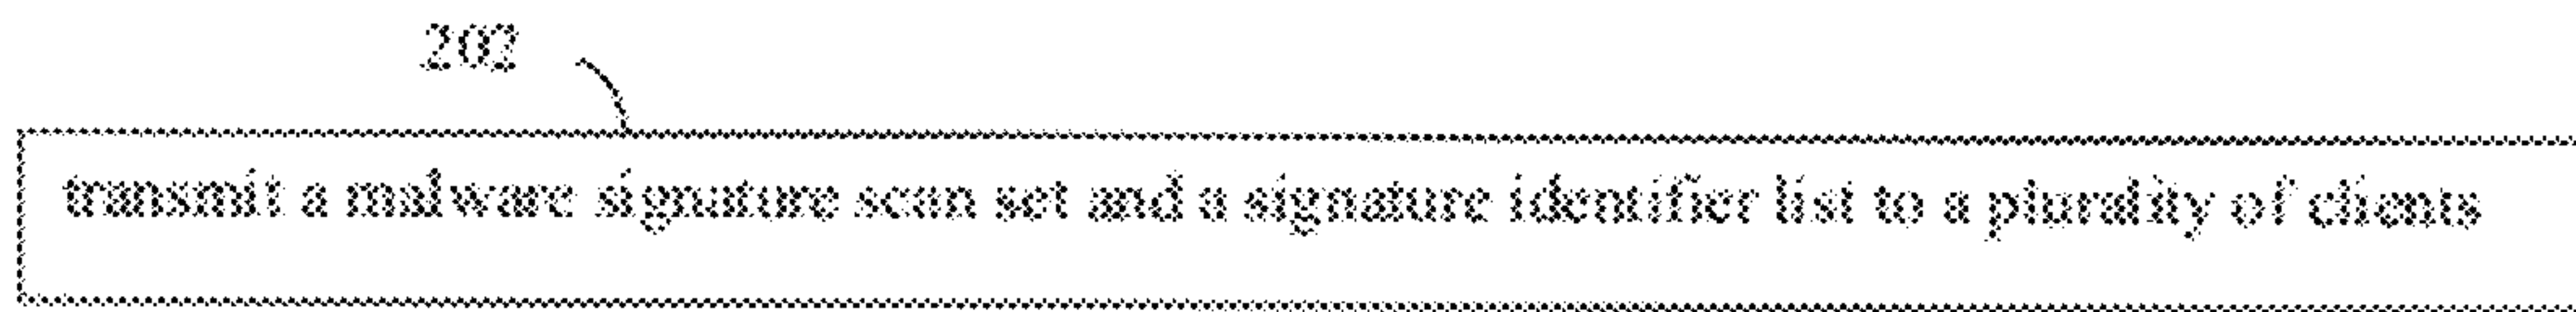 202
transmit a malware signature scan set and a signature identifier list to a plurality of clients